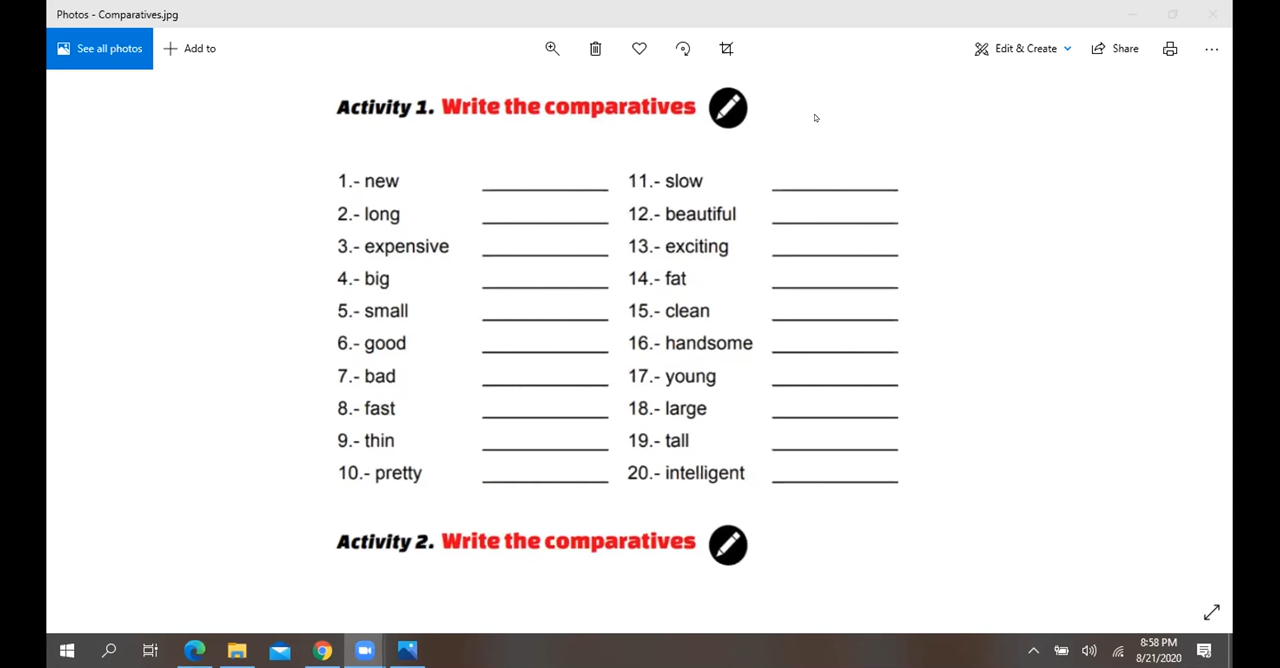 Photos - Comparatives.jpg
See all photos
Add to
Edit & Create
Share
Activity 1. Write the comparatives
1.- new
2.- long
3.- expensive
4.- big
5.- small
6.- good
7.- bad
8.- fast
9.- thin
10.- pretty
11.- slow
12.- beautiful
13.- exciting
14.- fat
15.- clean
16.- handsome
17.- young
18.- large
19.- tall
20.- intelligent
Activity 2. Write the comparatives
8:58 PM
8/21/2020